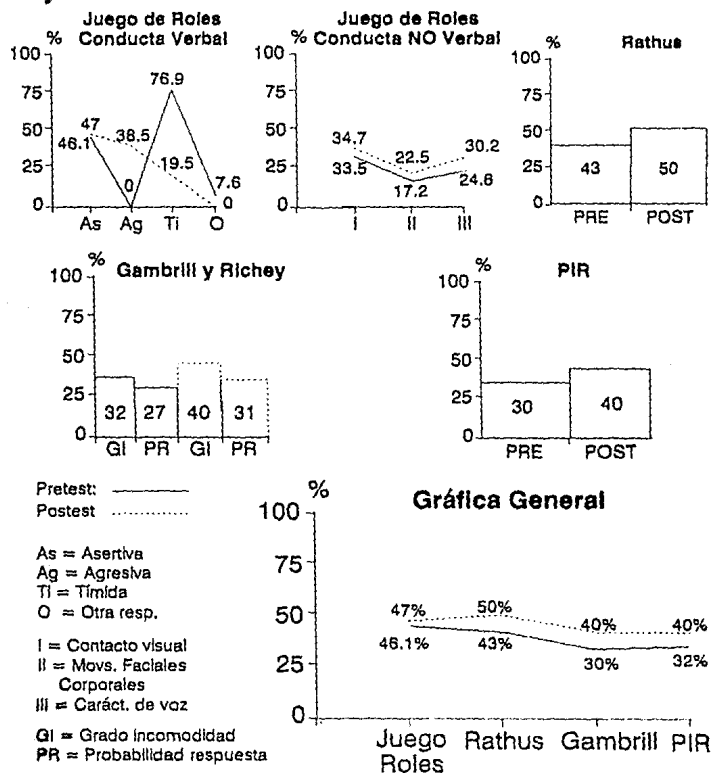 Juego de Roles
Conducta Verbal
%
100
75
50
25
0
47
46.1
38.5
0
76.9
19.5
7.6
0
As Ag Ti O
Juego de Roles
% Conducta NO Verbal
100
75
50
25
0
34.7
33.5
22.5
17.2
30.2
24.8
I II III
% Rathus
100
75
50
25
0
43 50
PRE POST
% Gambrill y Richey
100
75
50
25
0
32 27 40 31
GI PR GI PR
% PIR
100
75
50
25
0
30 40
PRE POST
Pretest:
Postest
As = Asertiva
Ag = Agresiva
Ti = Tímida
O = Otra resp.
I = Contacto visual
II = Movs. Faciales
Corporales
III = Caráct. de voz
GI = Grado incomodidad
PR = Probabilidad respuesta
% Gráfica General
100
75
50
25
0
47% 50% 40% 40%
46.1% 43% 30% 32%
Juego Rathus Gambrill PIR
Roles